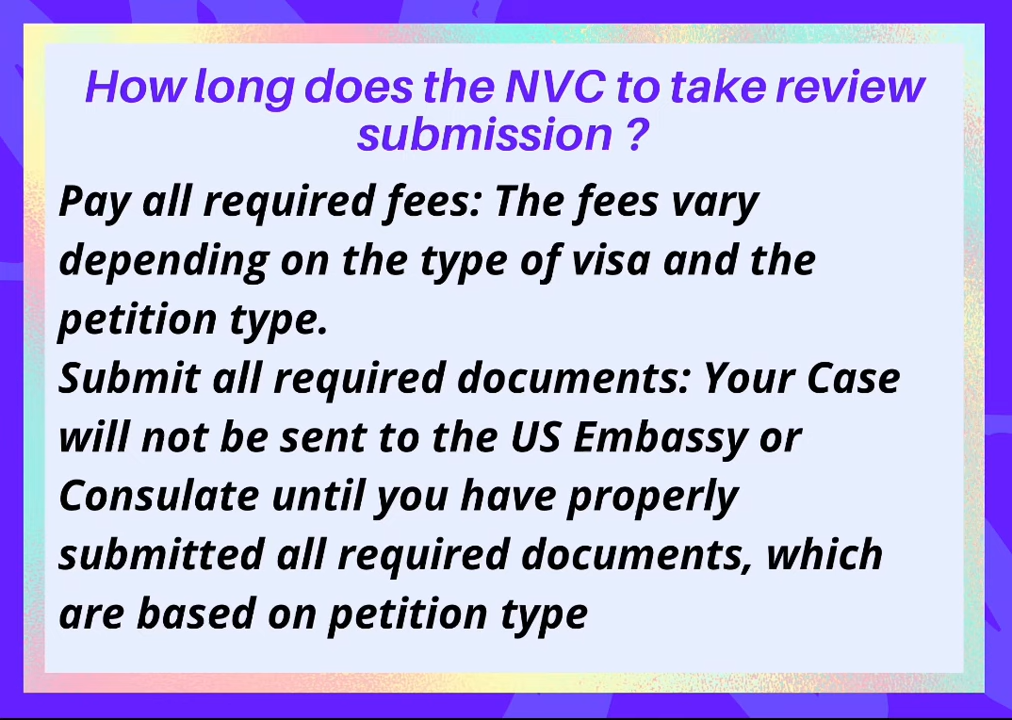 How long does the NVC to take review
submission ?
Pay all required fees: The fees vary
depending on the type of visa and the
petition type.
Submit all required documents: Your Case
will not be sent to the US Embassy or
Consulate until you have properly
submitted all required documents, which
are based on petition type